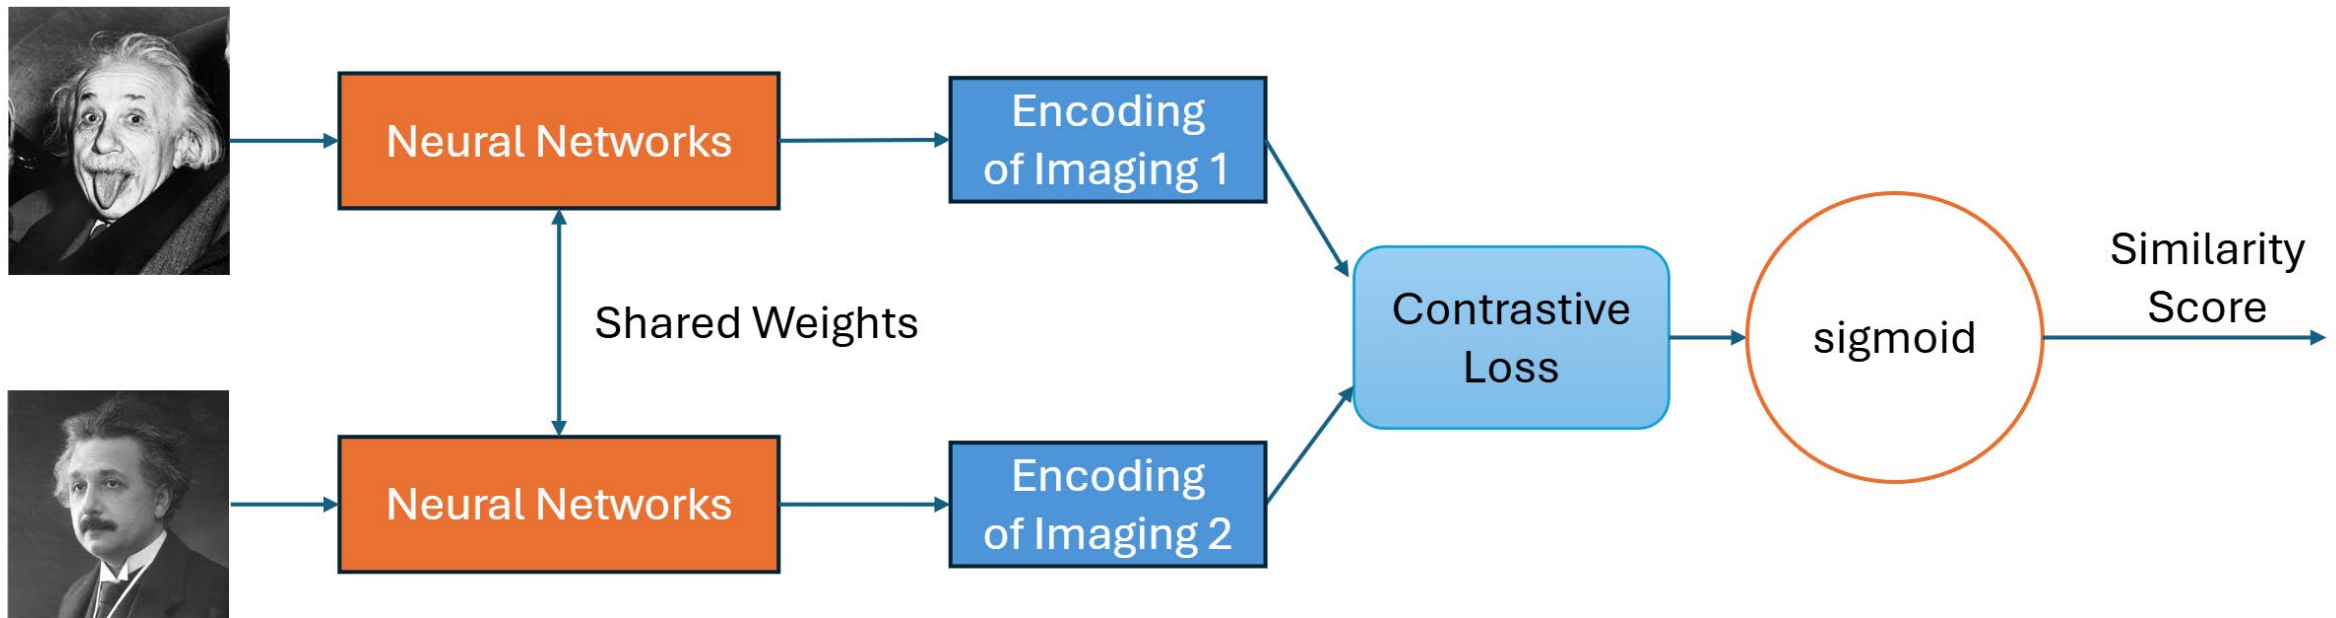 Neural Networks
Encoding
of Imaging 1
Shared Weights
Neural Networks
Encoding
of Imaging 2
Contrastive
Loss
sigmoid
Similarity
Score